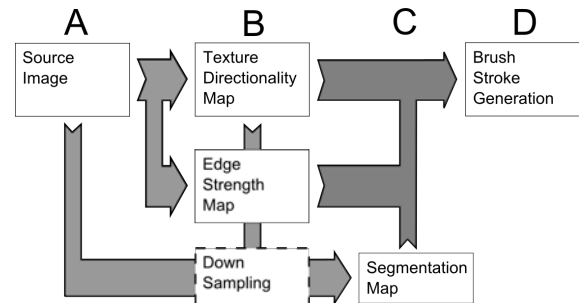 A B C D
Source
Image
Texture
Directionality
Map
Brush
Stroke
Generation
Edge
Strength
Map
Down
Sampling
Segmentation
Map